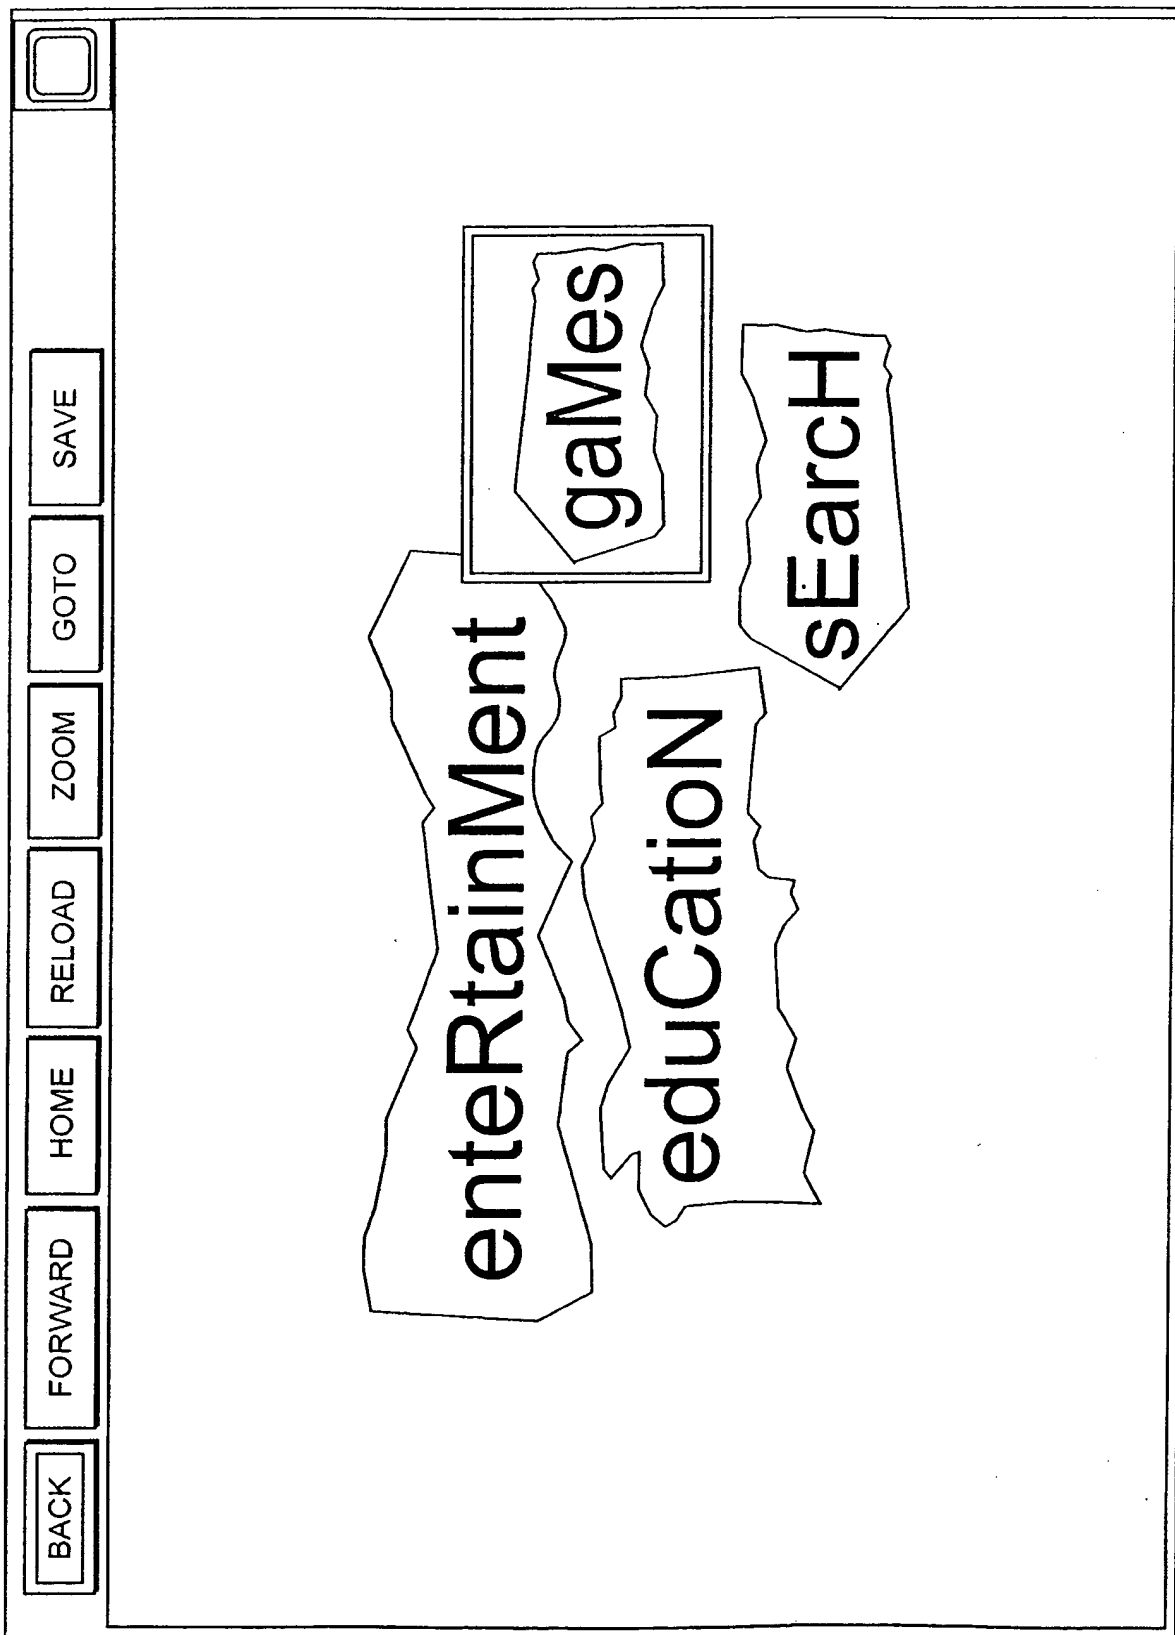 BACK FORWARD HOME RELOAD ZOOM GOTO SAVE
enteRtainMent
gaMes
eduCatioN
sEarcH